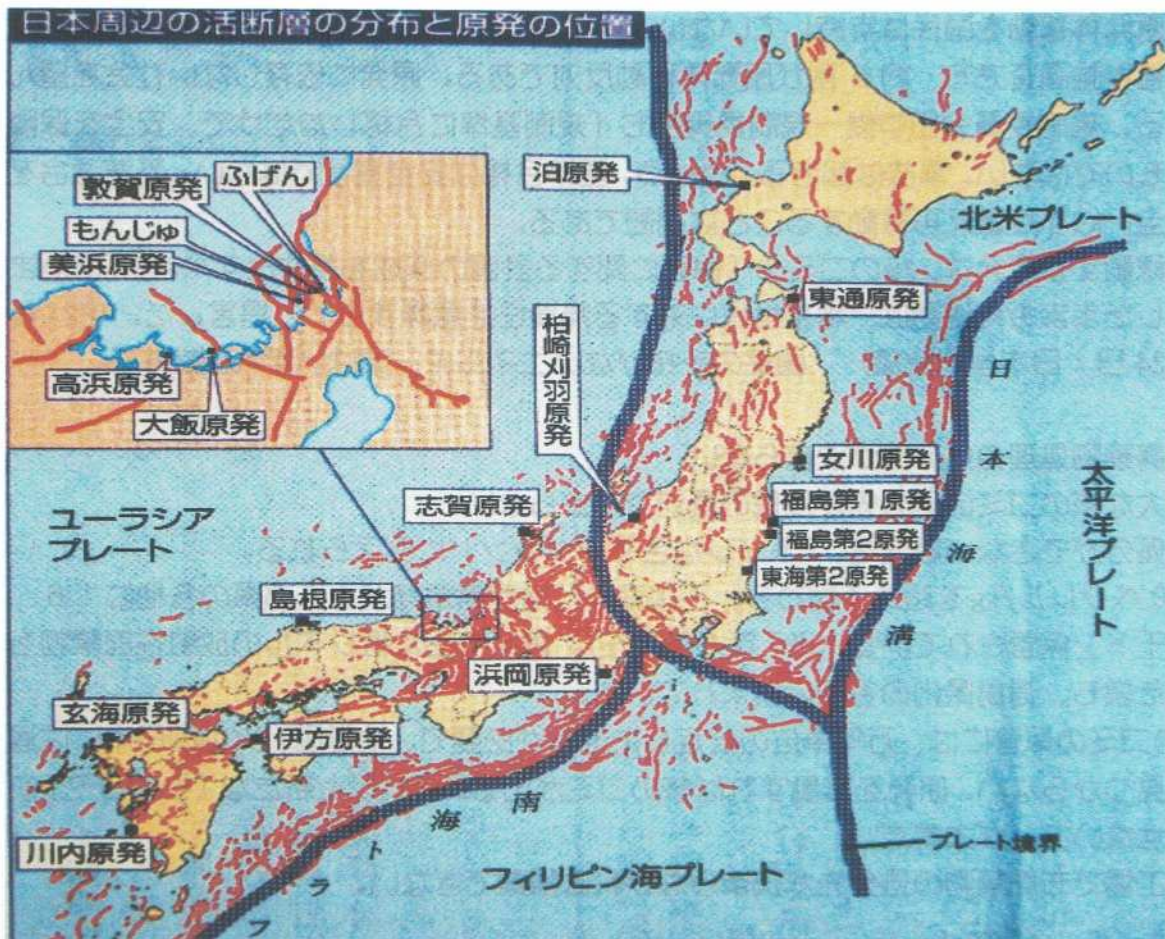 日本周辺の活断層の分布と原発の位置
敦賀原発
ふげん
もんじゅ
美浜原発
高浜原発
大飯原発
泊原発
北米プレート
東通原発
柏崎刈羽原発
日本海溝
太平洋プレート
女川原発
福島第1原発
福島第2原発
東海第2原発
志賀原発
ユーラシア
プレート
島根原発
浜岡原発
玄海原発
伊方原発
川内原発
南海トラフ
フィリピン海プレート
プレート境界